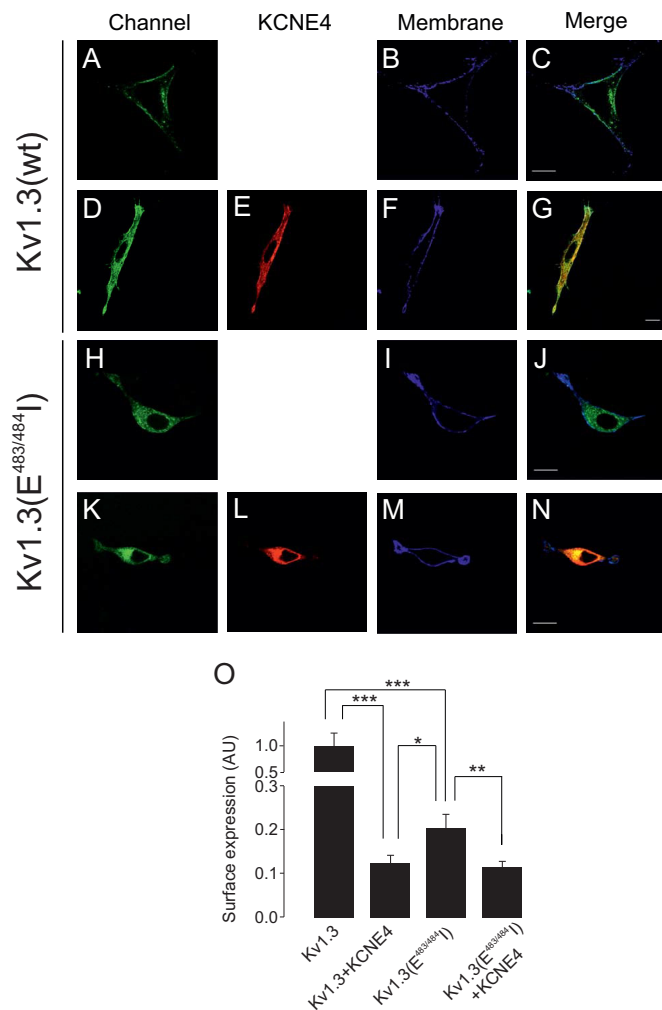 Channel KCNE4 Membrane Merge
Kv1.3(wt)
A B C
D E F G
Kv1.3(E483/484I)
H I J
K L M N
O
***
*** * **
Surface expression (AU)
1.0
0.5
0.3
0.2
0.1
0.0
Kv1.3
Kv1.3+KCNE4
Kv1.3(E483/484I)
Kv1.3(E483/484I)
+KCNE4